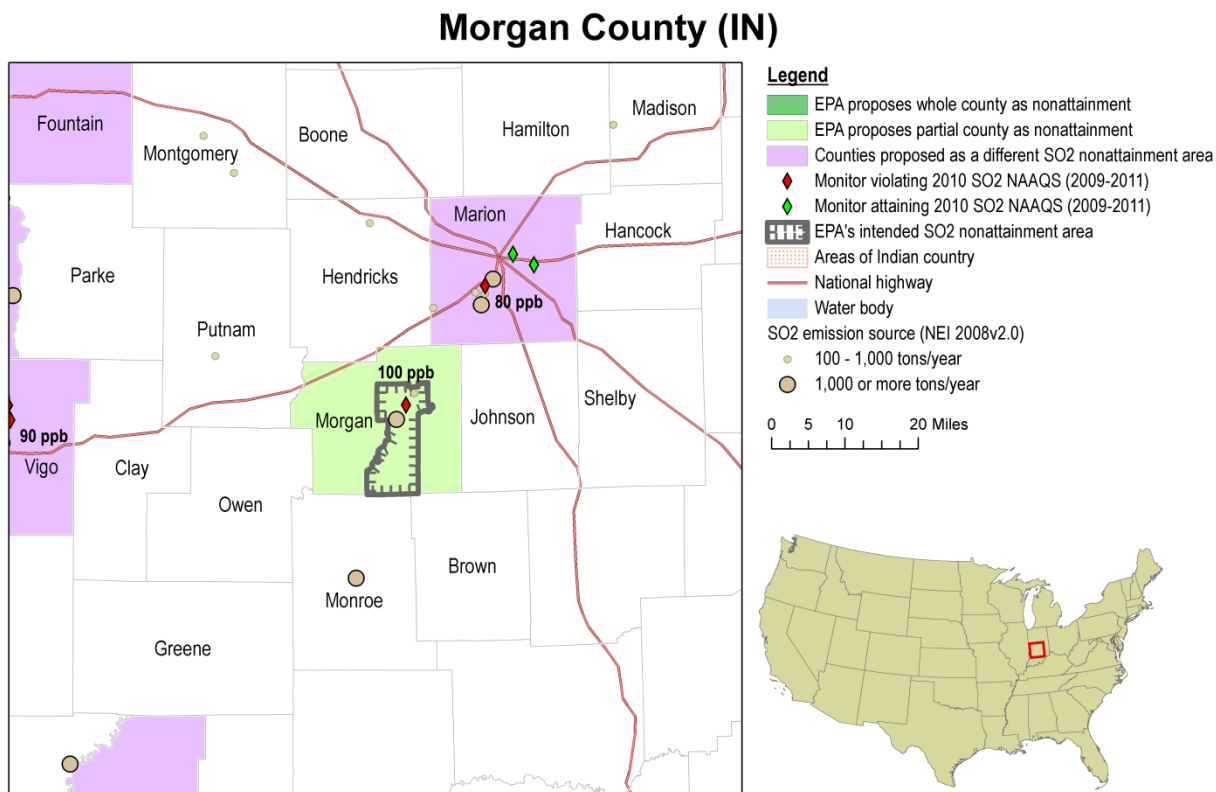 Morgan County (IN)
Fountain
Montgomery
Boone
Hamilton
Madison
Marion
Hancock
Parke
Hendricks
Putnam
80 ppb
100 ppb
Morgan
Johnson
Shelby
90 ppb
Vigo
Clay
Owen
Brown
Monroe
Greene
Legend
EPA proposes whole county as nonattainment
EPA proposes partial county as nonattainment
Counties proposed as a different SO2 nonattainment area
Monitor violating 2010 SO2 NAAQS (2009-2011)
Monitor attaining 2010 SO2 NAAQS (2009-2011)
EPA's intended SO2 nonattainment area
Areas of Indian country
National highway
Water body
SO2 emission source (NEI 2008v2.0)
100 - 1,000 tons/year
1,000 or more tons/year
0 5 10 20 Miles